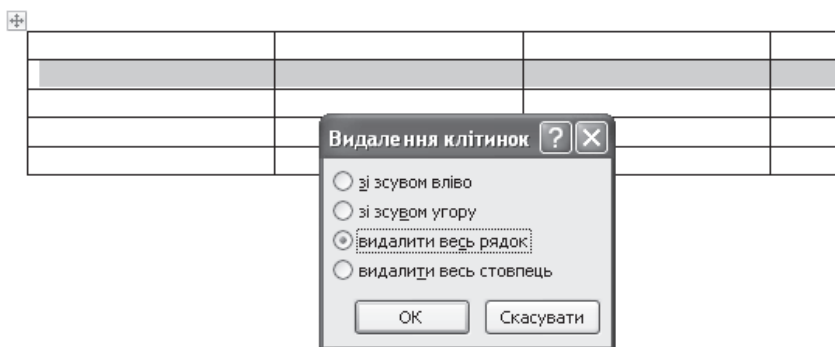 Видалення клітинок
зі зсувом вліво
зі зсувом угору
видалити весь рядок
видалити весь стовпець
ОК
Скасувати